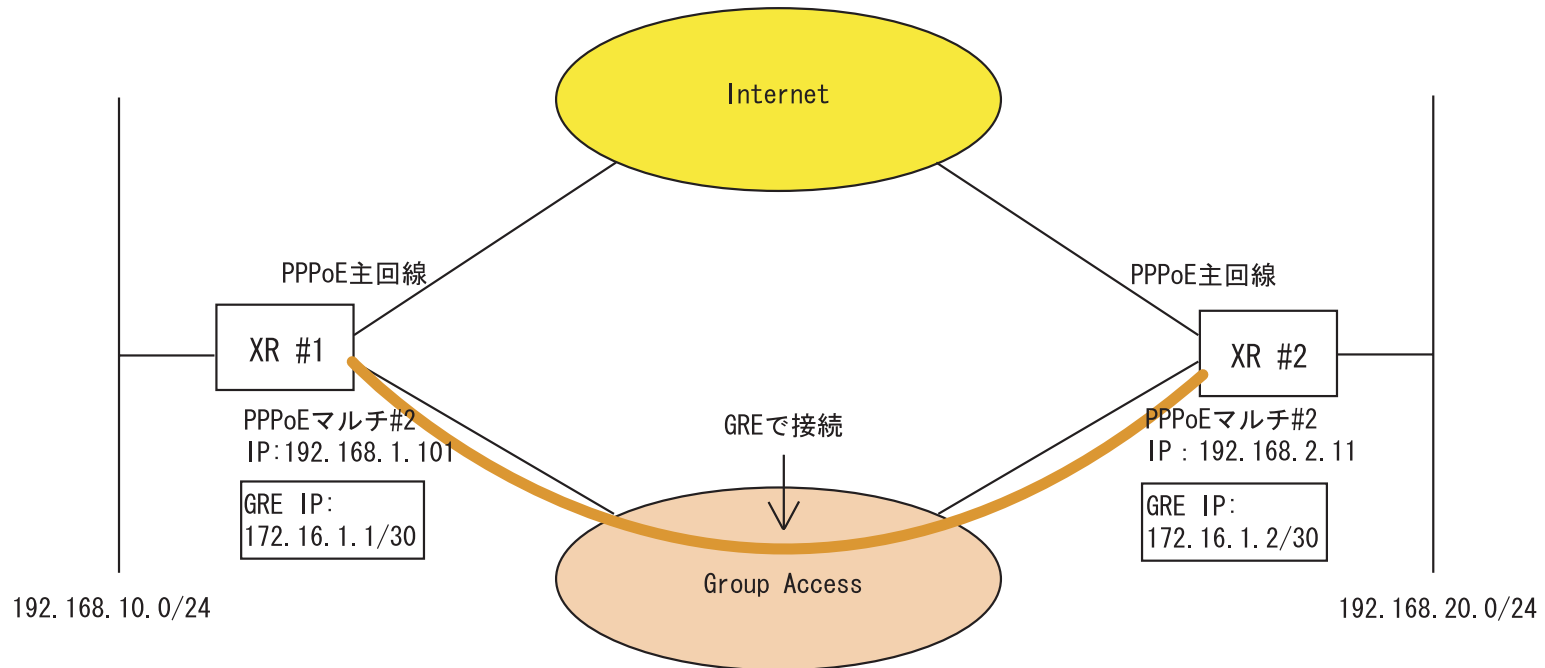 Internet
PPPoE主回線
PPPoE主回線
XR #1
XR #2
PPPoEマルチ#2
IP:192.168.1.101
GREで接続
PPPoEマルチ#2
IP : 192.168.2.11
GRE IP:
172.16.1.1/30
GRE IP:
172.16.1.2/30
Group Access
192.168.10.0/24
192.168.20.0/24